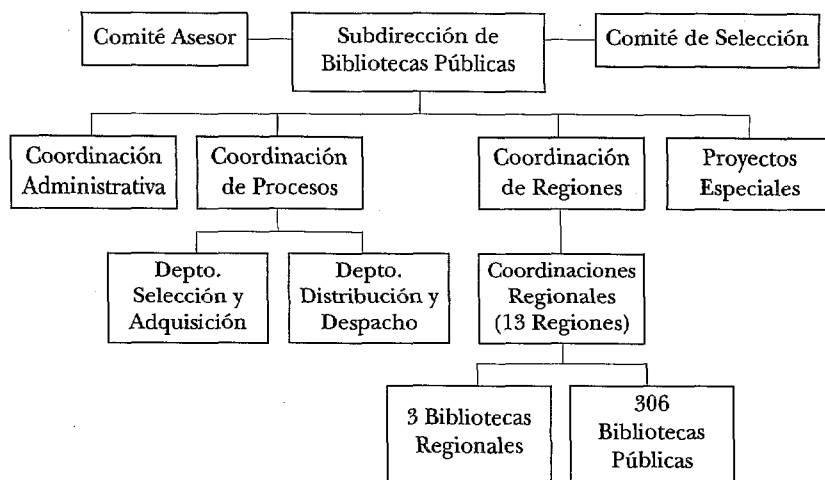 Comité Asesor
Subdirección de
Bibliotecas Públicas
Comité de Selección
Coordinación
Administrativa
Coordinación
de Procesos
Coordinación
de Regiones
Proyectos
Especiales
Depto.
Selección y
Adquisición
Depto.
Distribución y
Despacho
Coordinaciones
Regionales
(13 Regiones)
3 Bibliotecas
Regionales
306
Bibliotecas
Públicas